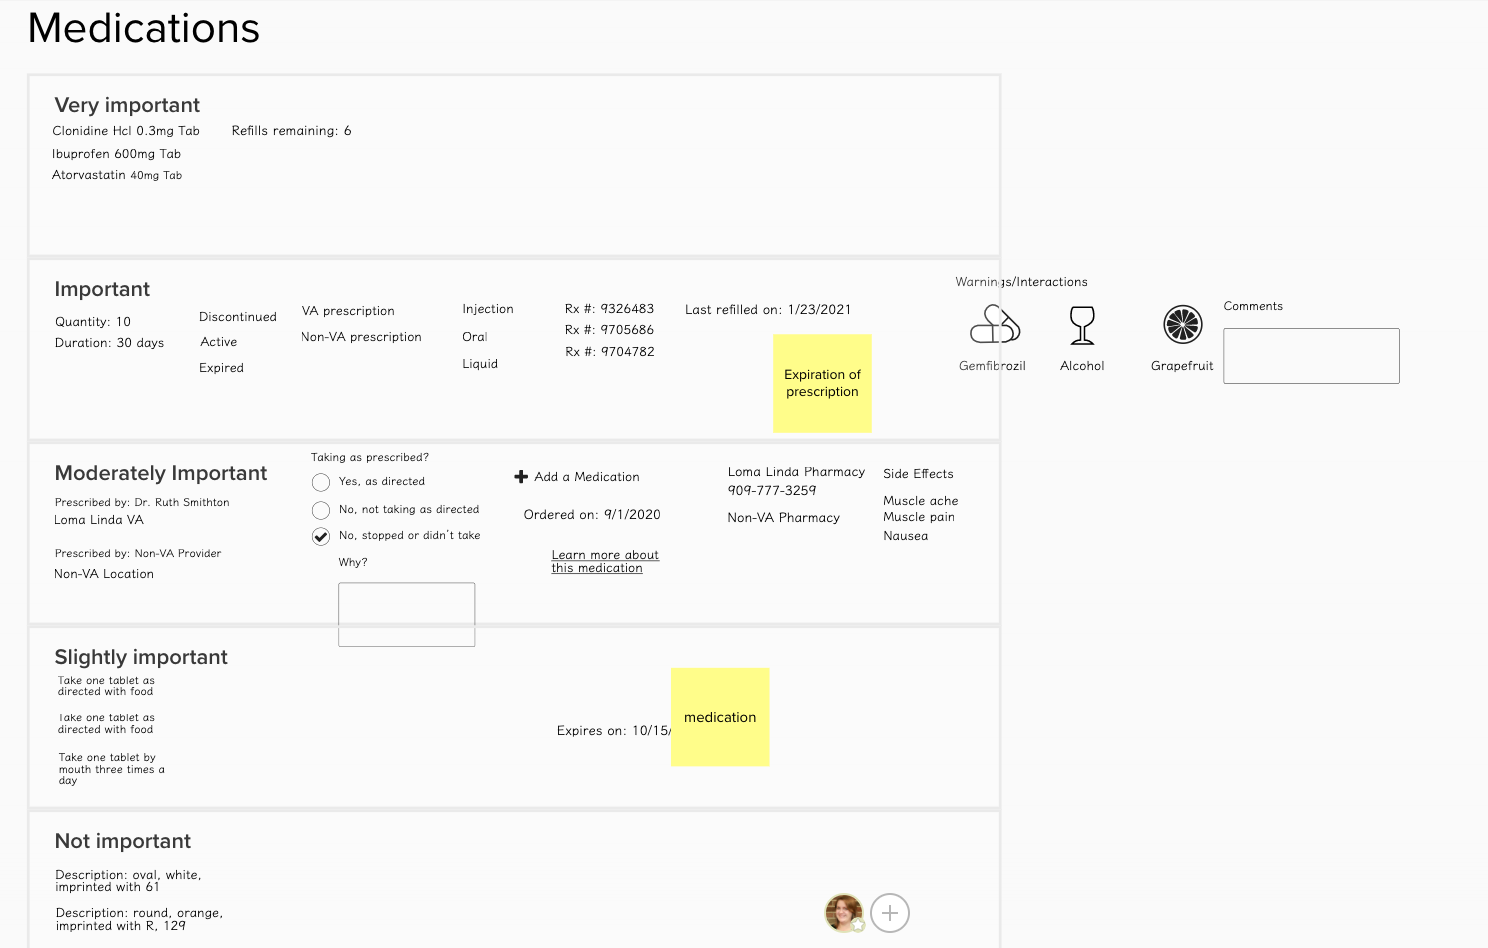 Medications
Very important
Clonidine Hcl 0.3mg Tab
Refills remaining: 6
Ibuprofen 600mg Tab
Atorvastatin 40mg Tab
Important
Quantity: 10
Duration: 30 days
Discontinued
Active
Expired
VA prescription
Non-VA prescription
Injection
Oral
Liquid
Rx #: 9326483
Rx #: 9705686
Rx #: 9704782
Last refilled on: 1/23/2021
Expiration of
prescription
Warnings/Interactions
Gemfibrozil
Alcohol
Grapefruit
Comments
Moderately Important
Prescribed by: Dr. Ruth Smithton
Loma Linda VA
Prescribed by: Non-VA Provider
Non-VA Location
Taking as prescribed?
Yes, as directed
No, not taking as directed
No, stopped or didn't take
Why?
Add a Medication
Ordered on: 9/1/2020
Learn more about
this medication
Loma Linda Pharmacy
909-777-3259
Non-VA Pharmacy
Side Effects
Muscle ache
Muscle pain
Nausea
Slightly important
Take one tablet as
directed with food
Take one tablet as
directed with food
Take one tablet by
mouth three times a
day
Expires on: 10/15/
medication
Not important
Description: oval, white,
imprinted with 61
Description: round, orange,
imprinted with R, 129